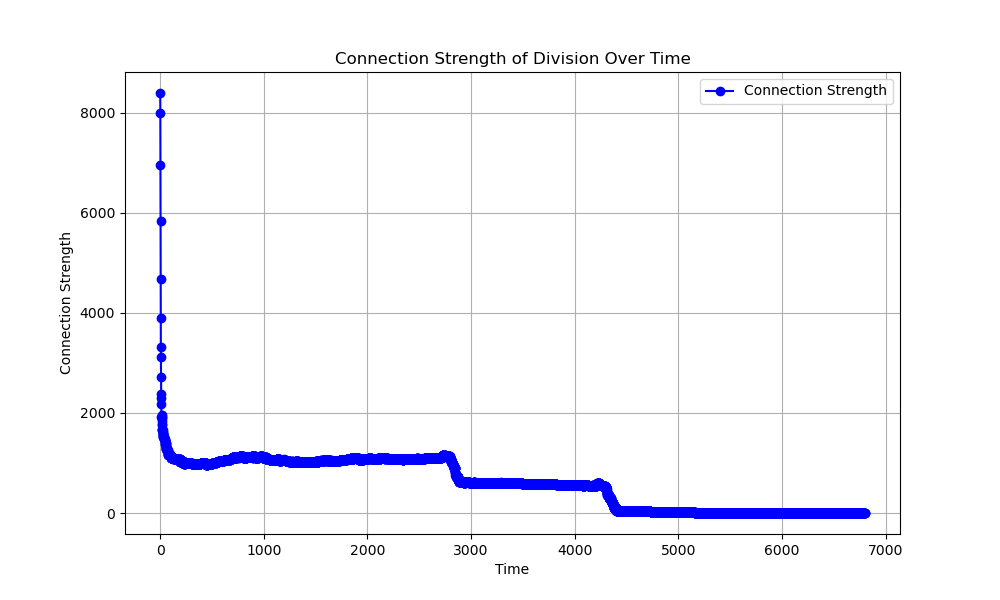 Connection Strength of Division Over Time
Connection Strength
8000
6000
4000
2000
0
Connection Strength
0 1000 2000 3000 4000 5000 6000 7000
Time